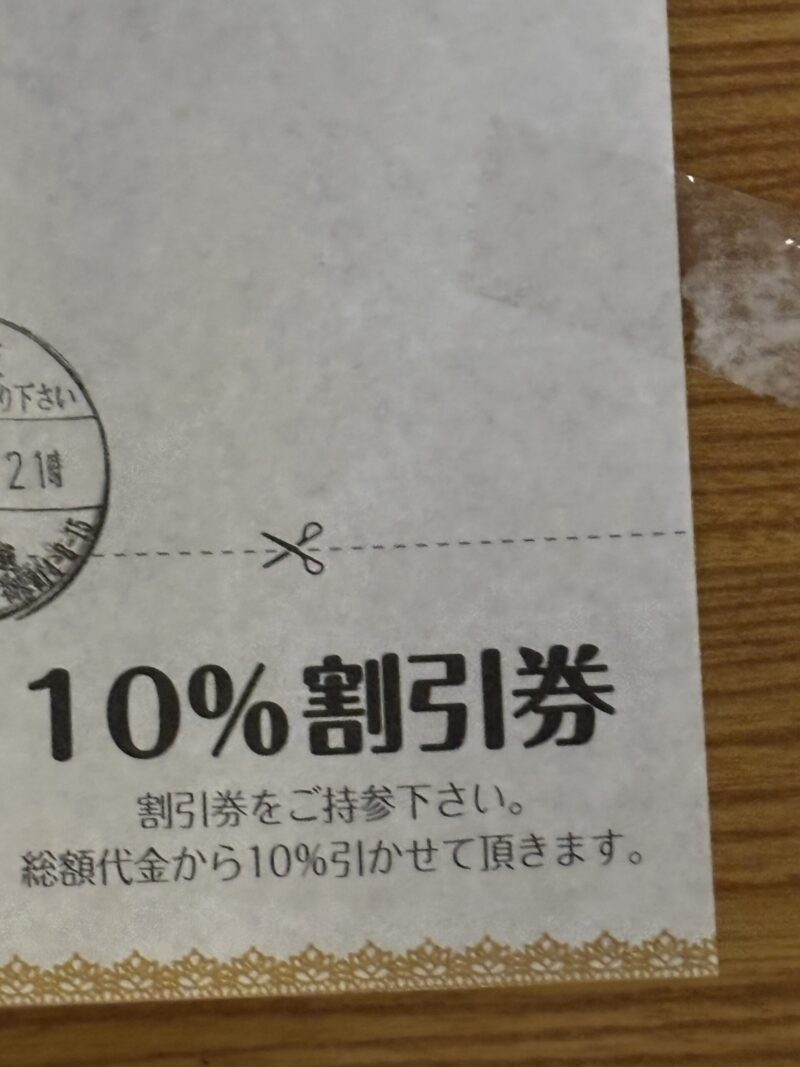 り下さい
21時
10%割引券
割引券をご持参下さい。
総額代金から10%引かせて頂きます。